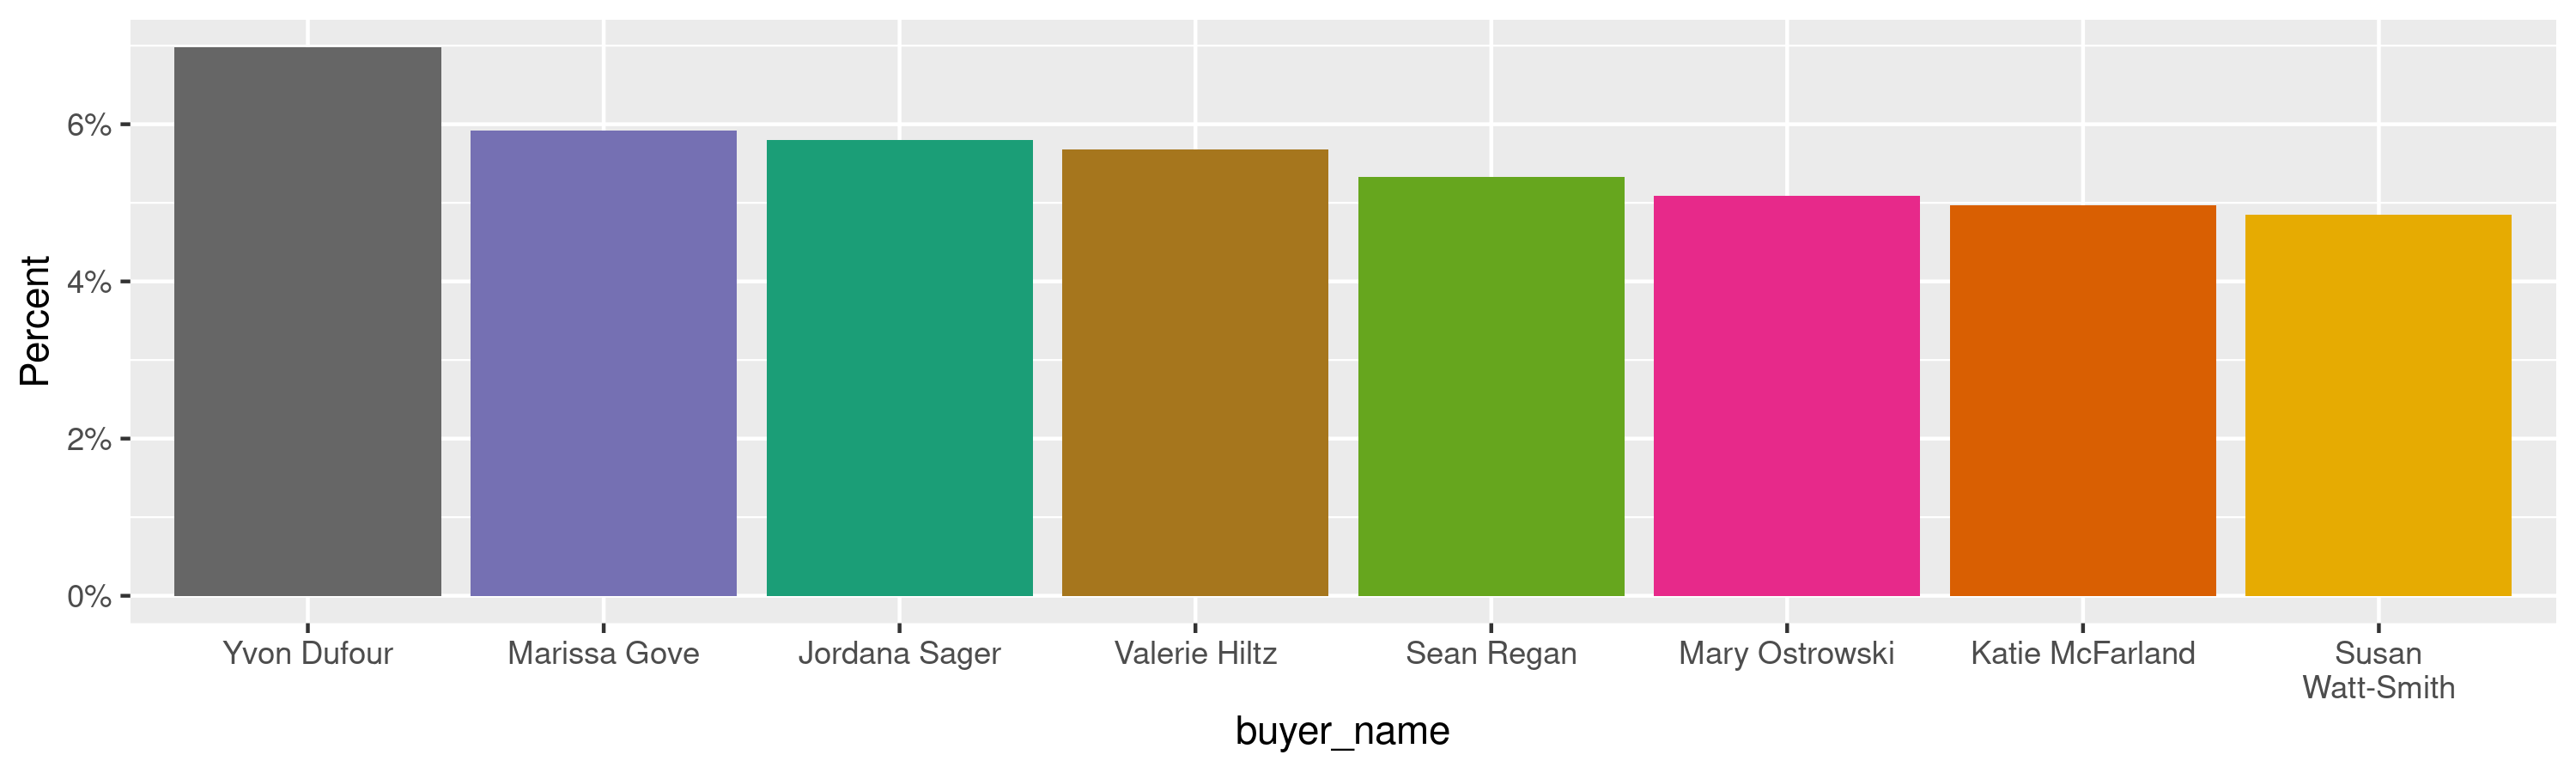 Percent
6%
4%
2%
0%
Yvon Dufour
Marissa Gove
Jordana Sager
Valerie Hiltz
Sean Regan
Mary Ostrowski
Katie McFarland
Susan
Watt-Smith
buyer_name